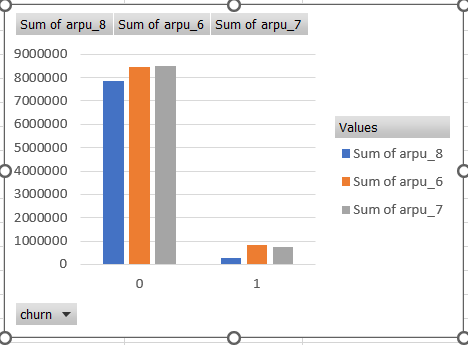 Sum of arpu_8 Sum of arpu_6 Sum of arpu_7
9000000
8000000
7000000
6000000
5000000
4000000
3000000
2000000
1000000
0
0 1
Values
Sum of arpu_8
Sum of arpu_6
Sum of arpu_7
churn